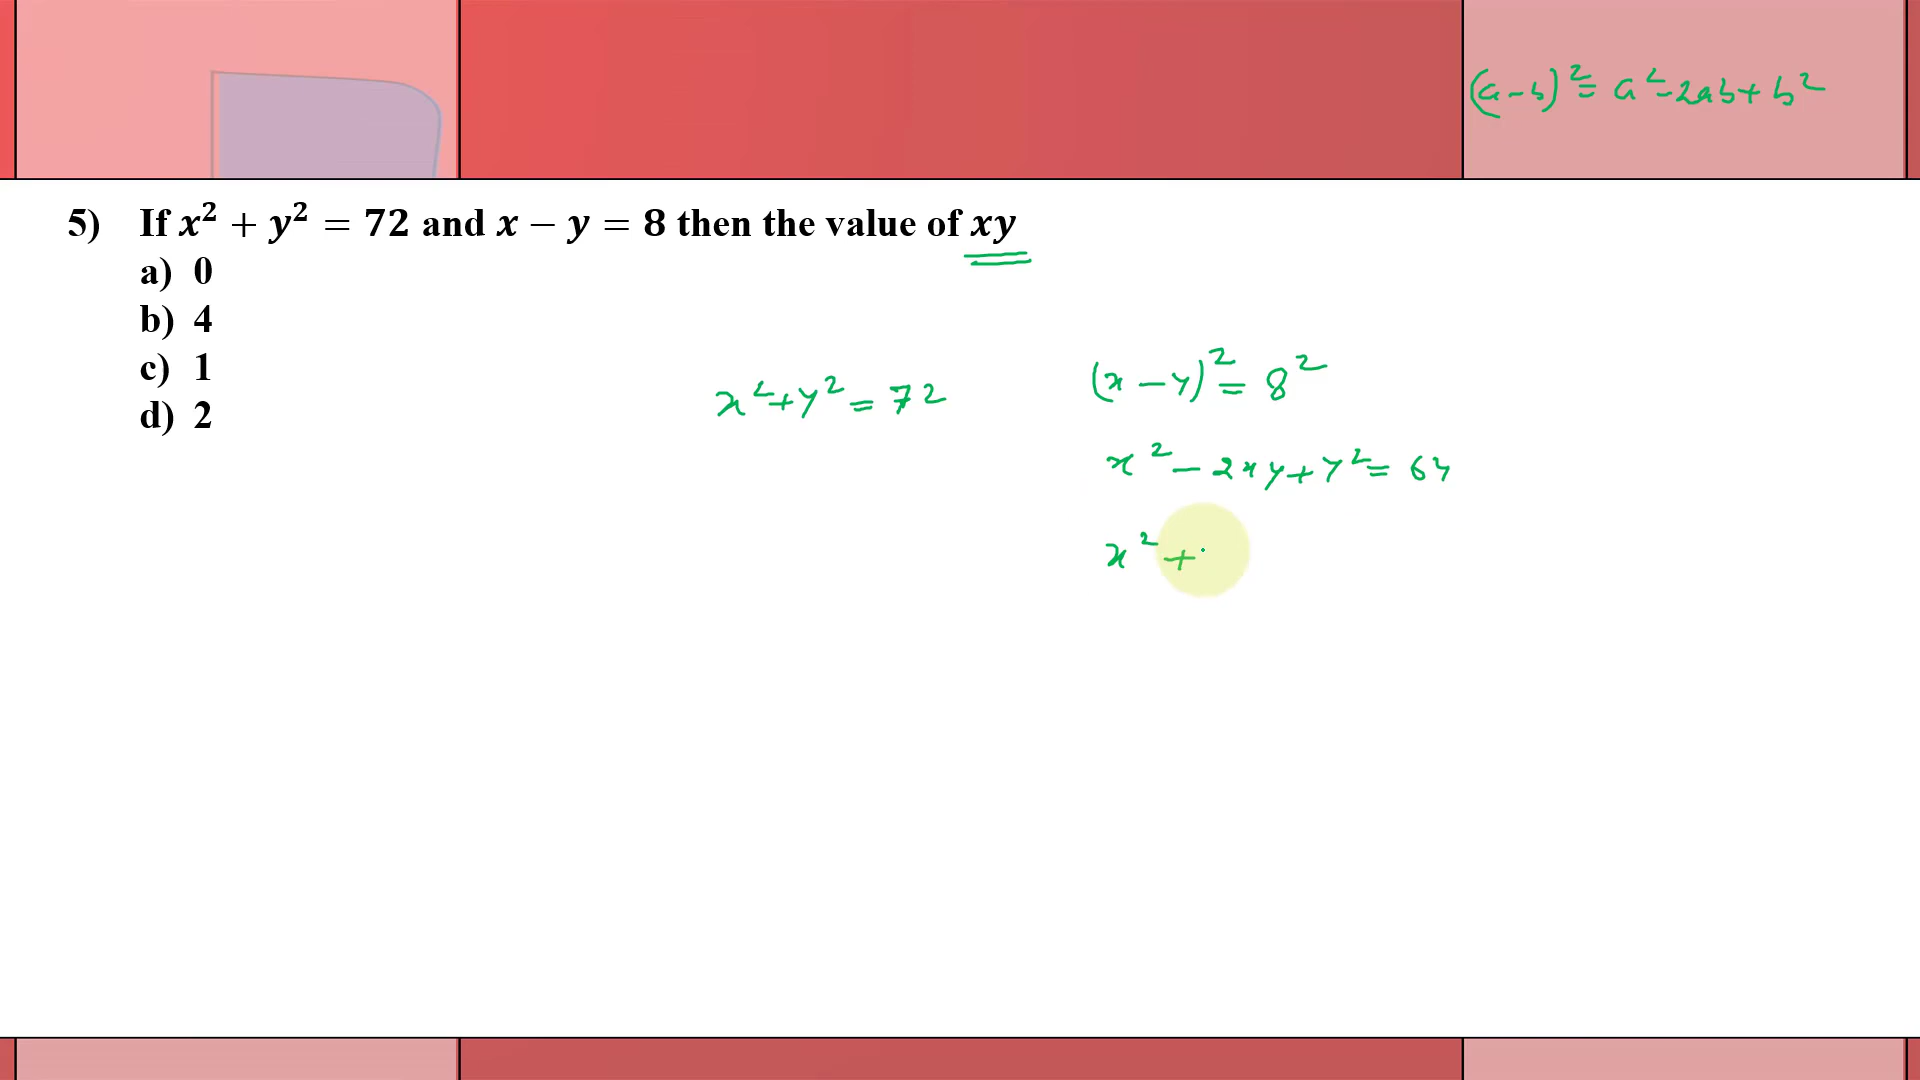 (a-b)² = a²-2ab+b²
5) If x² + y² = 72 and x − y = 8 then the value of xy
a) 0
b) 4
c) 1
d) 2
x²+y² = 72
(x-y)² = 8²
x² - 2xy + y² = 64
x² +